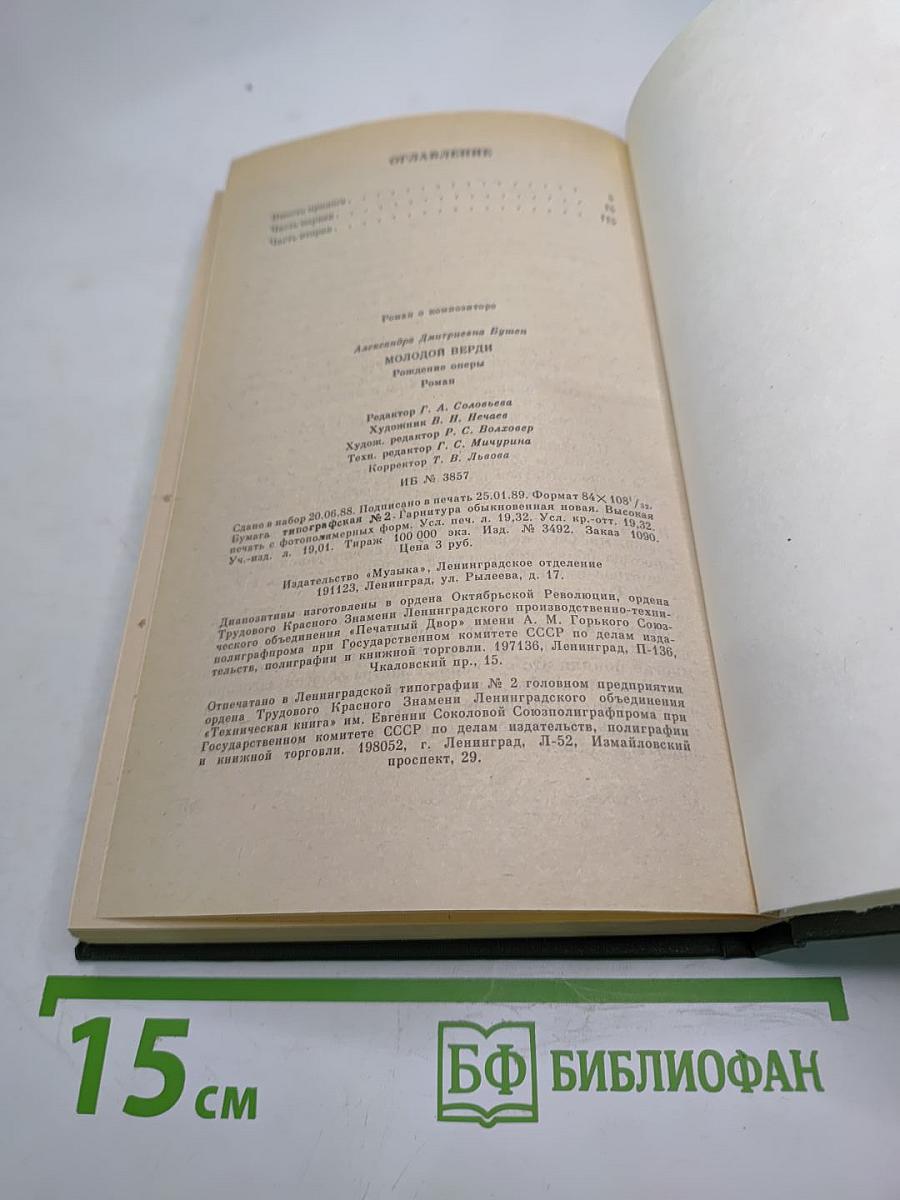 ОГЛАВЛЕНИЕ
Вместо пролога
Часть первая
Часть вторая
Роман о композиторе
Александра Дмитриевна Бушен
МОЛОДОЙ ВЕРДИ
Рождение оперы
Роман
Редактор Г. А. Соловьева
Художник В. Н. Нечаев
Худож. редактор Р. С. Волховер
Техн. редактор Г. С. Мичурина
Корректор Т. В. Львова
ИБ № 3857
Сдано в набор 20.06.88. Подписано в печать 25.01.89. Формат 84×108¹/₃₂.
Бумага типографская № 2. Гарнитура обыкновенная новая. Высокая
печать с фотополимерных форм. Усл. печ. л. 19,32. Усл. кр.-отт. 19,32.
Уч.-изд. л. 19,01. Тираж 100 000 экз. Изд. № 3492. Заказ 1090.
Цена 3 руб.
Издательство «Музыка», Ленинградское отделение
191123, Ленинград, ул. Рылеева, д. 17.
Диапозитивы изготовлены в ордена Октябрьской Революции, ордена
Трудового Красного Знамени Ленинградского производственно-техни-
ческого объединения «Печатный Двор» имени А. М. Горького Союз-
полиграфпрома при Государственном комитете СССР по делам изда-
тельств, полиграфии и книжной торговли. 197136, Ленинград, П-136,
Чкаловский пр., 15.
Отпечатано в Ленинградской типографии № 2 головном предприятии
ордена Трудового Красного Знамени Ленинградского объединения
«Техническая книга» им. Евгении Соколовой Союзполиграфпрома при
Государственном комитете СССР по делам издательств, полиграфии
и книжной торговли. 198052, г. Ленинград, Л-52, Измайловский
проспект, 29.
15 см
БФ БИБЛИОФАН